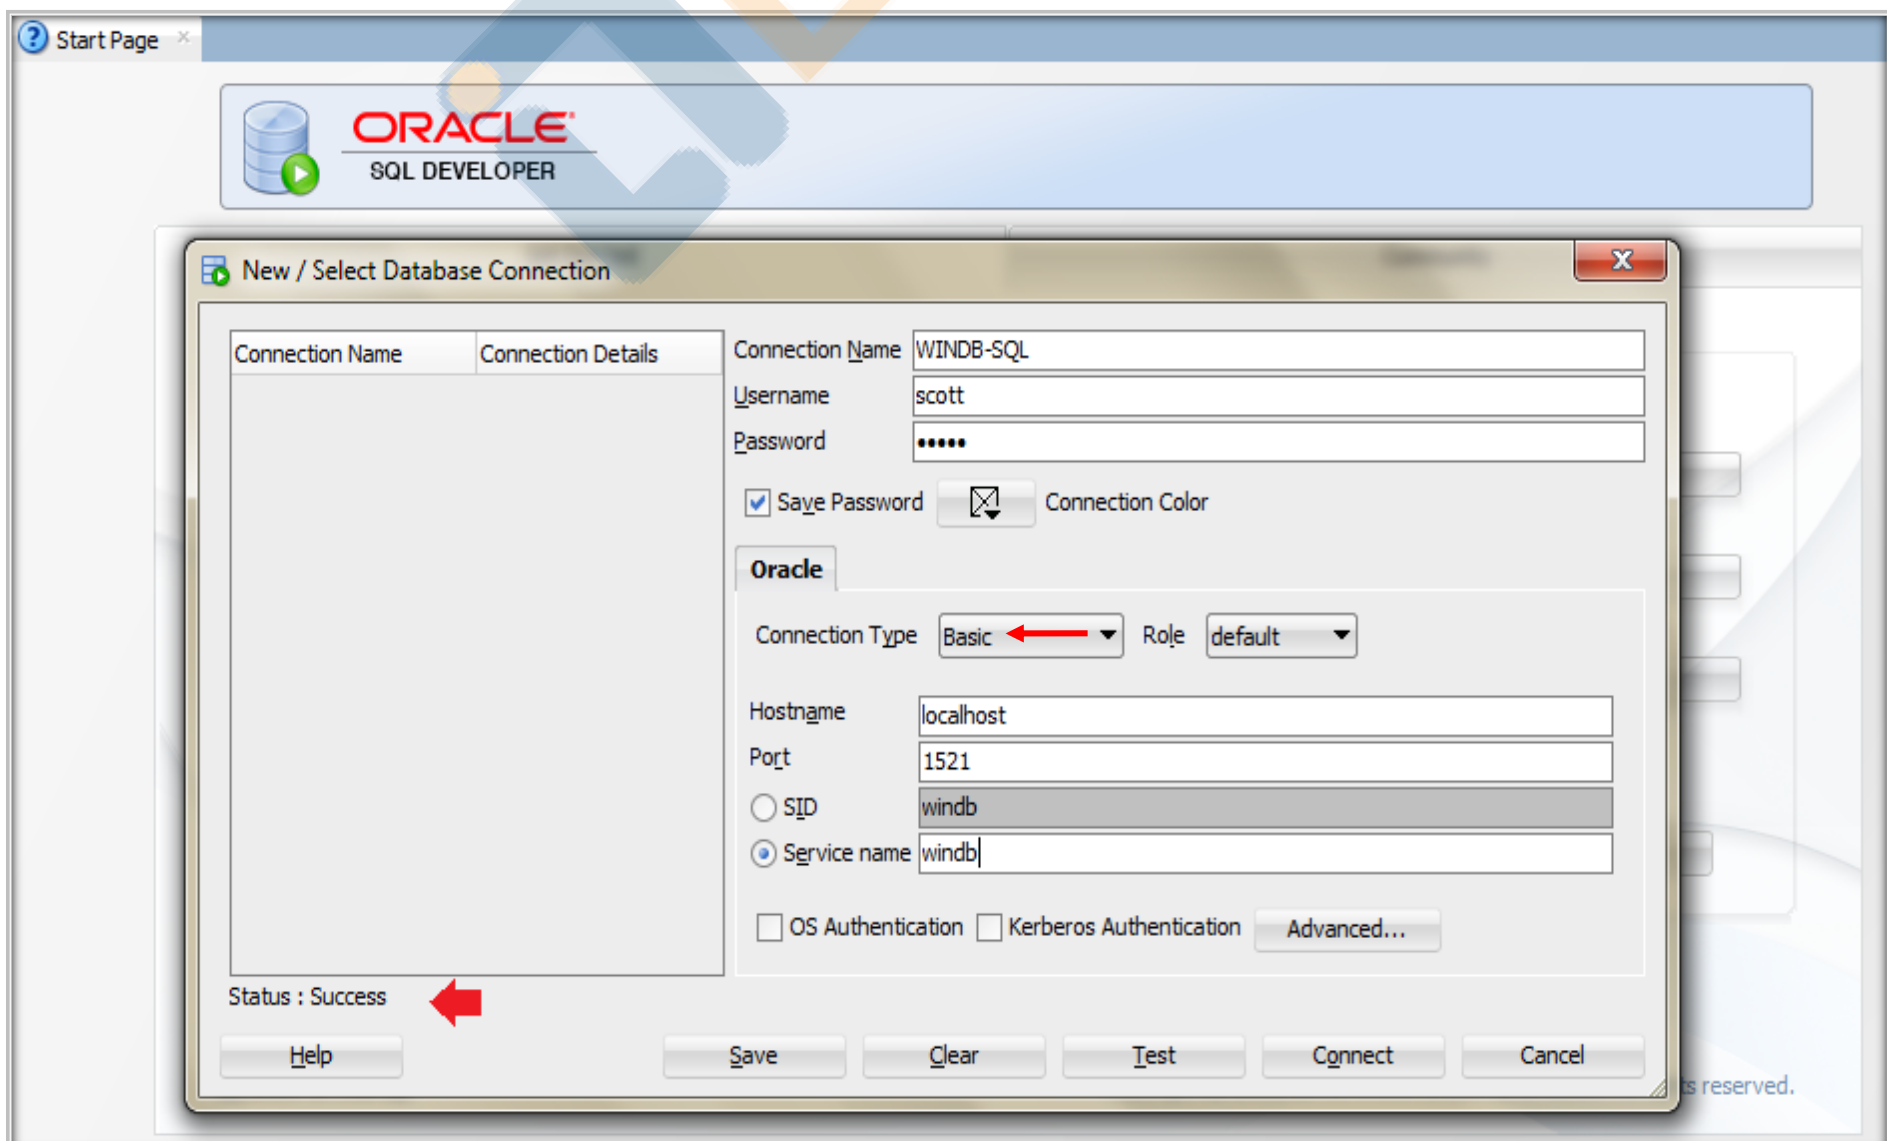 Start Page
ORACLE
SQL DEVELOPER
New / Select Database Connection
Connection Name Connection Details
Connection Name WINDB-SQL
Username scott
Password •••••
Save Password Connection Color
Oracle
Connection Type Basic Role default
Hostname localhost
Port 1521
SID windb
Service name windb
OS Authentication Kerberos Authentication Advanced...
Status : Success
Help Save Clear Test Connect Cancel
reserved.